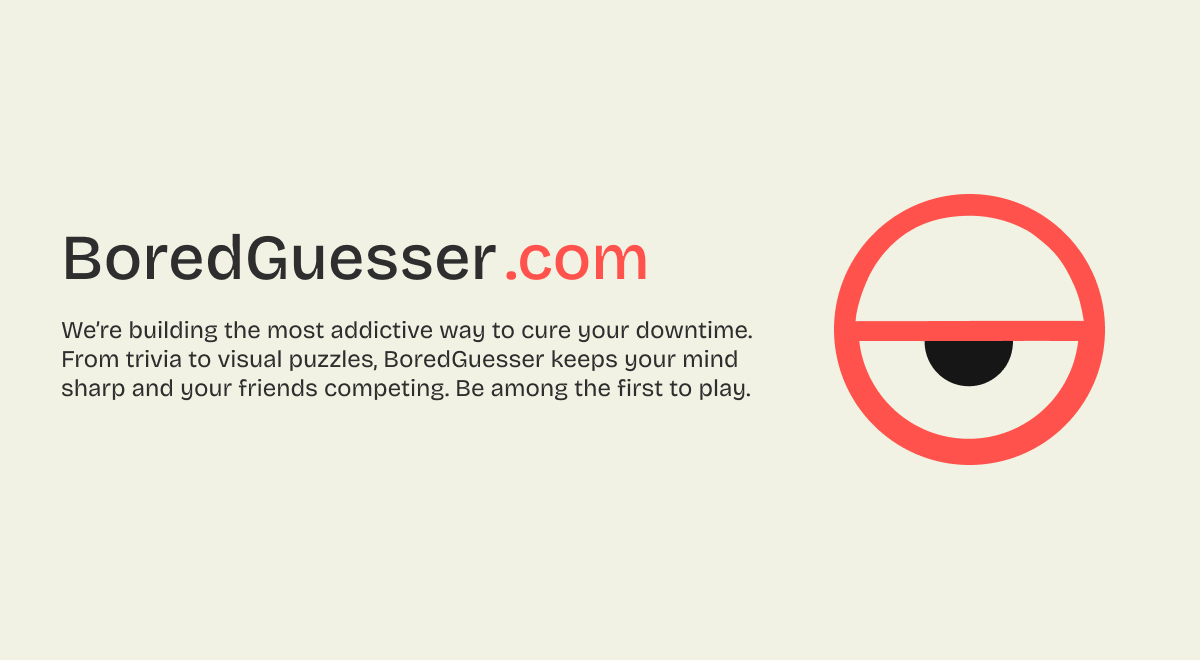 BoredGuesser.com
We’re building the most addictive way to cure your downtime.
From trivia to visual puzzles, BoredGuesser keeps your mind
sharp and your friends competing. Be among the first to play.